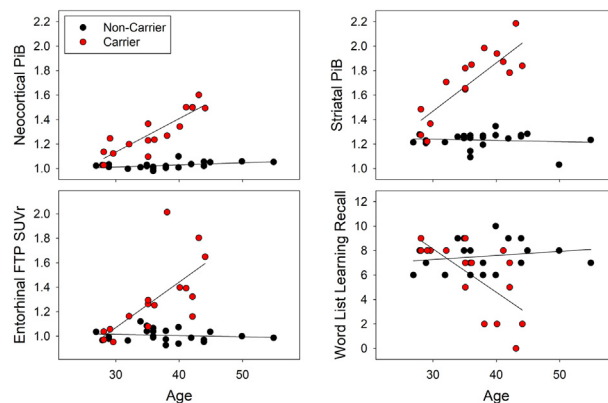 2.2
2.0
1.8
1.6
1.4
1.2
1.0
Neocortical PiB
Non-Carrier
Carrier
2.2
2.0
1.8
1.6
1.4
1.2
1.0
Striatal PiB
2.0
1.8
1.6
1.4
1.2
1.0
Entorhinal FTP SUVr
30 40 50
Age
12
10
8
6
4
2
0
Word List Learning Recall
30 40 50
Age